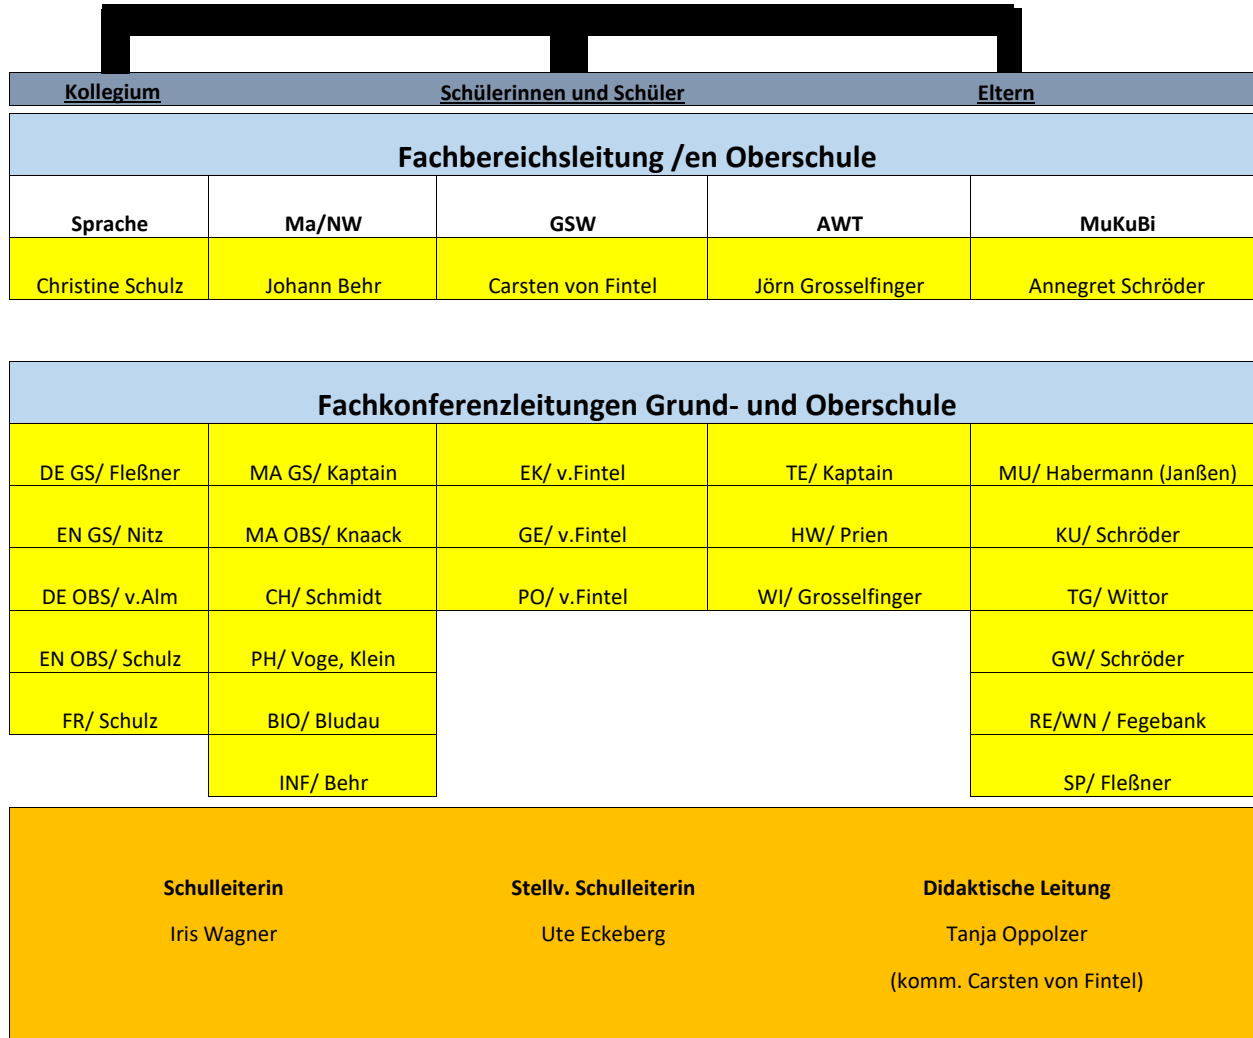 Kollegium Schülerinnen und Schüler Eltern
Fachbereichsleitung /en Oberschule
Sprache Ma/NW GSW AWT MuKuBi
Christine Schulz Johann Behr Carsten von Fintel Jörn Grosselfinger Annegret Schröder
Fachkonferenzleitungen Grund- und Oberschule
DE GS/ Fleßner MA GS/ Kaptain EK/ v.Fintel TE/ Kaptain MU/ Habermann (Janßen)
EN GS/ Nitz MA OBS/ Knaack GE/ v.Fintel HW/ Prien KU/ Schröder
DE OBS/ v.Alm CH/ Schmidt PO/ v.Fintel WI/ Grosselfinger TG/ Wittor
EN OBS/ Schulz PH/ Voge, Klein GW/ Schröder
FR/ Schulz BIO/ Bludau RE/WN / Fegebank
INF/ Behr SP/ Fleßner
Schulleiterin Stellv. Schulleiterin Didaktische Leitung
Iris Wagner Ute Eckeberg Tanja Oppolzer
(komm. Carsten von Fintel)